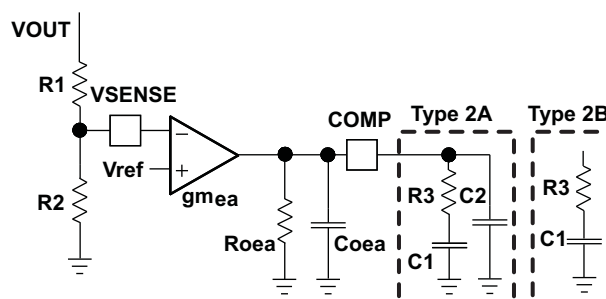 VOUT
R1
VSENSE
COMP
Type 2A
Type 2B
−
Vref
+
R2
gmea
R3
C2
R3
Roea
Coea
C1
C1